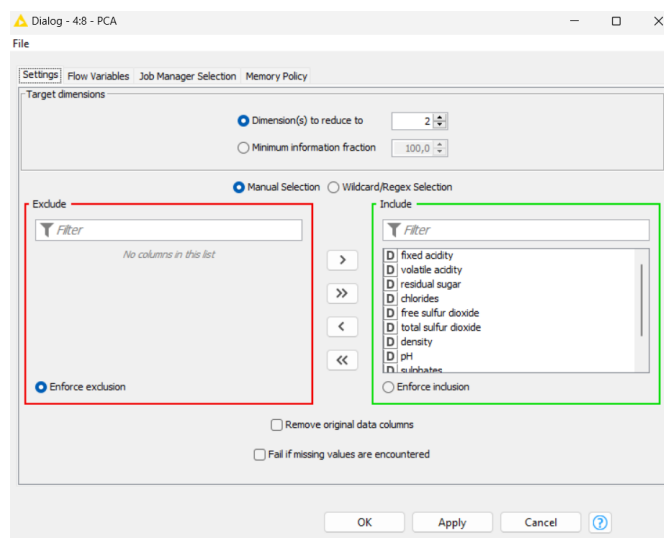 Dialog - 4:8 - PCA
File
Settings Flow Variables Job Manager Selection Memory Policy
Target dimensions
Dimension(s) to reduce to 2
Minimum information fraction 100,0
Manual Selection Wildcard/Regex Selection
Exclude
Filter
No columns in this list
Enforce exclusion
>
>>
<
<<
Include
Filter
D fixed acidity
D volatile acidity
D residual sugar
D chlorides
D free sulfur dioxide
D total sulfur dioxide
D density
D pH
D sulphates
Enforce inclusion
Remove original data columns
Fail if missing values are encountered
OK Apply Cancel ?